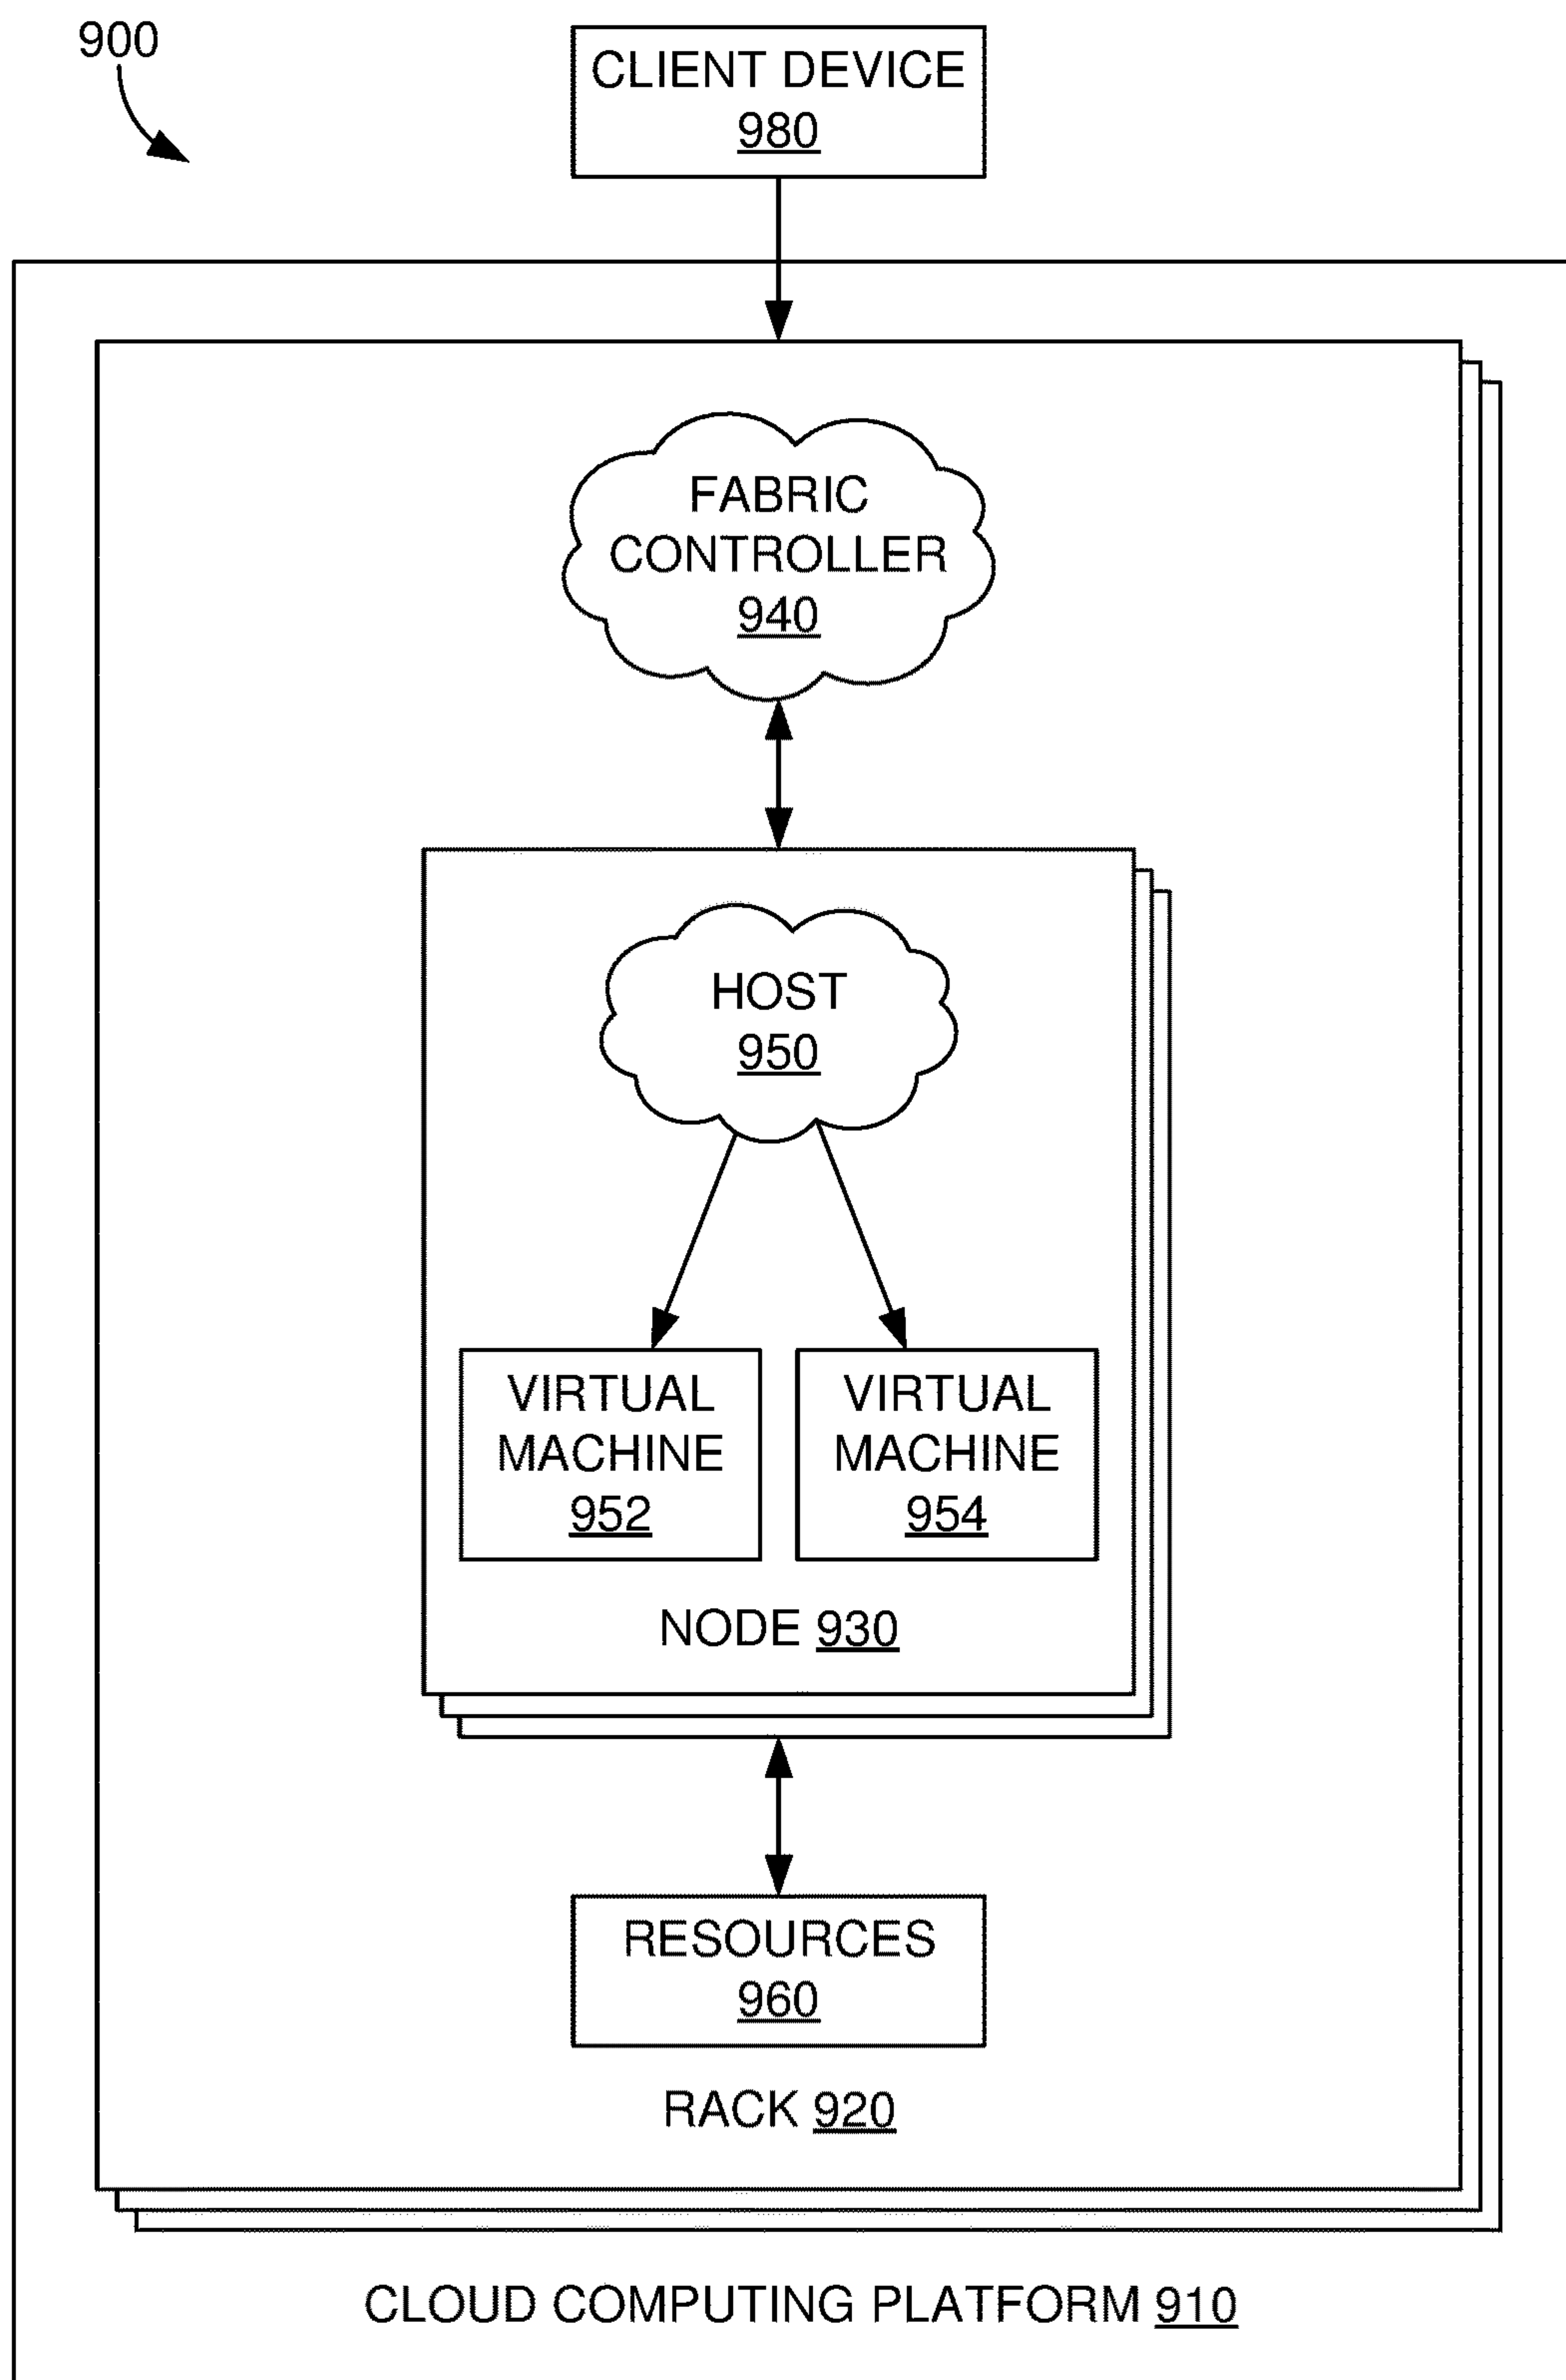 900
CLIENT DEVICE
980
FABRIC
CONTROLLER
940
HOST
950
VIRTUAL
MACHINE
952
VIRTUAL
MACHINE
954
NODE 930
RESOURCES
960
RACK 920
CLOUD COMPUTING PLATFORM 910